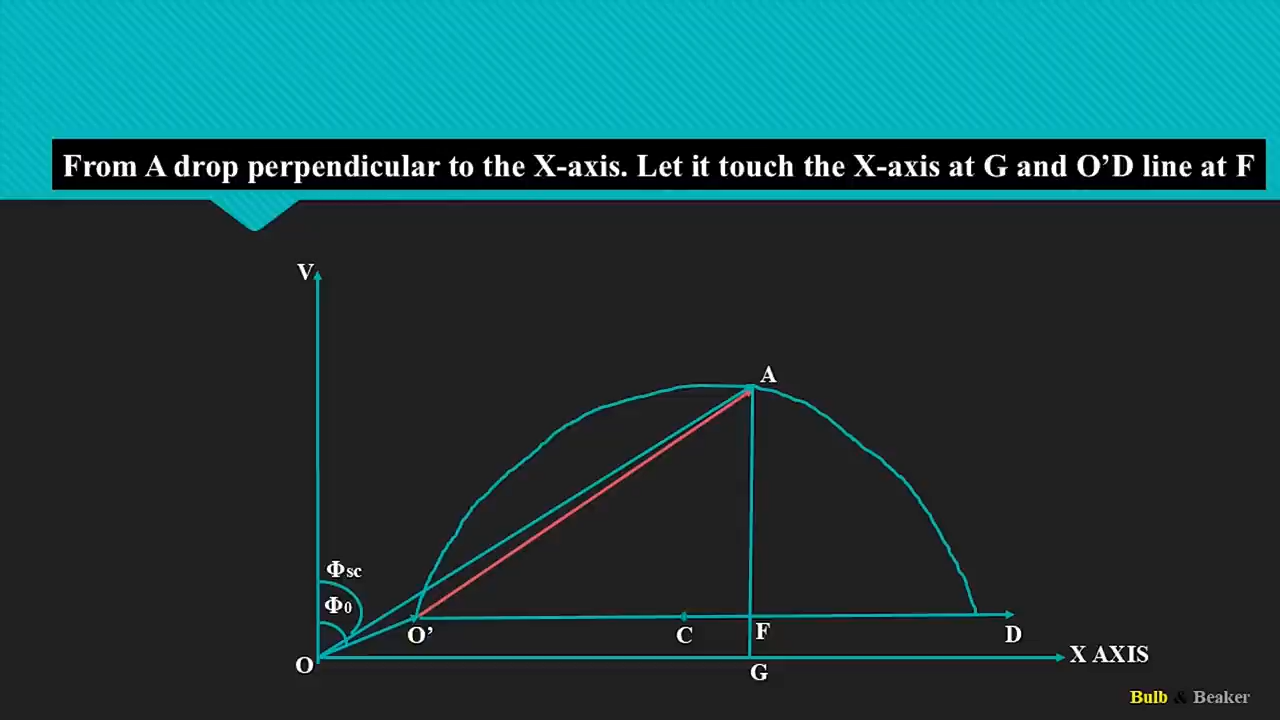 From A drop perpendicular to the X-axis. Let it touch the X-axis at G and O’D line at F
V
A
Φsc
Φ0
O’
C
F
D
O
X AXIS
G
Bulb & Beaker